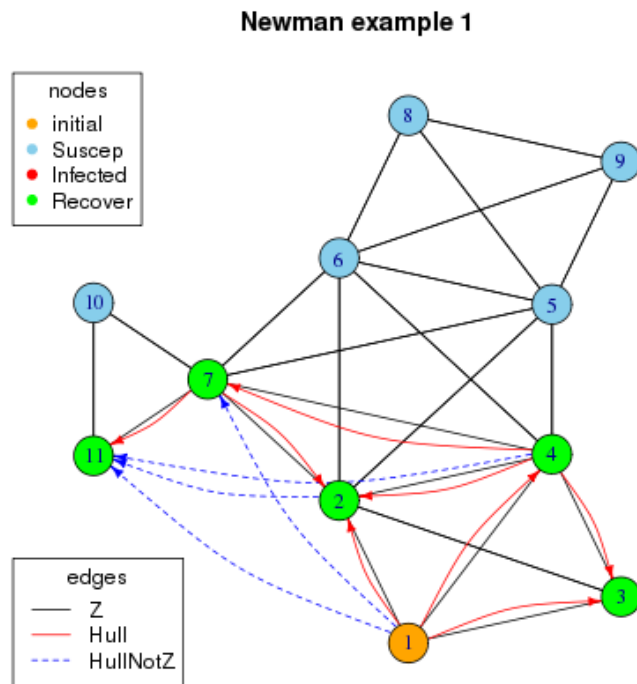 Newman example 1
nodes
initial
Suscep
Infected
Recover
8
9
6
10
5
7
11
4
2
3
1
edges
Z
Hull
HullNotZ